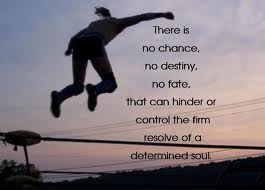 There is
no chance,
no destiny,
no fate,
that can hinder or
control the firm
resolve of a
determined soul.